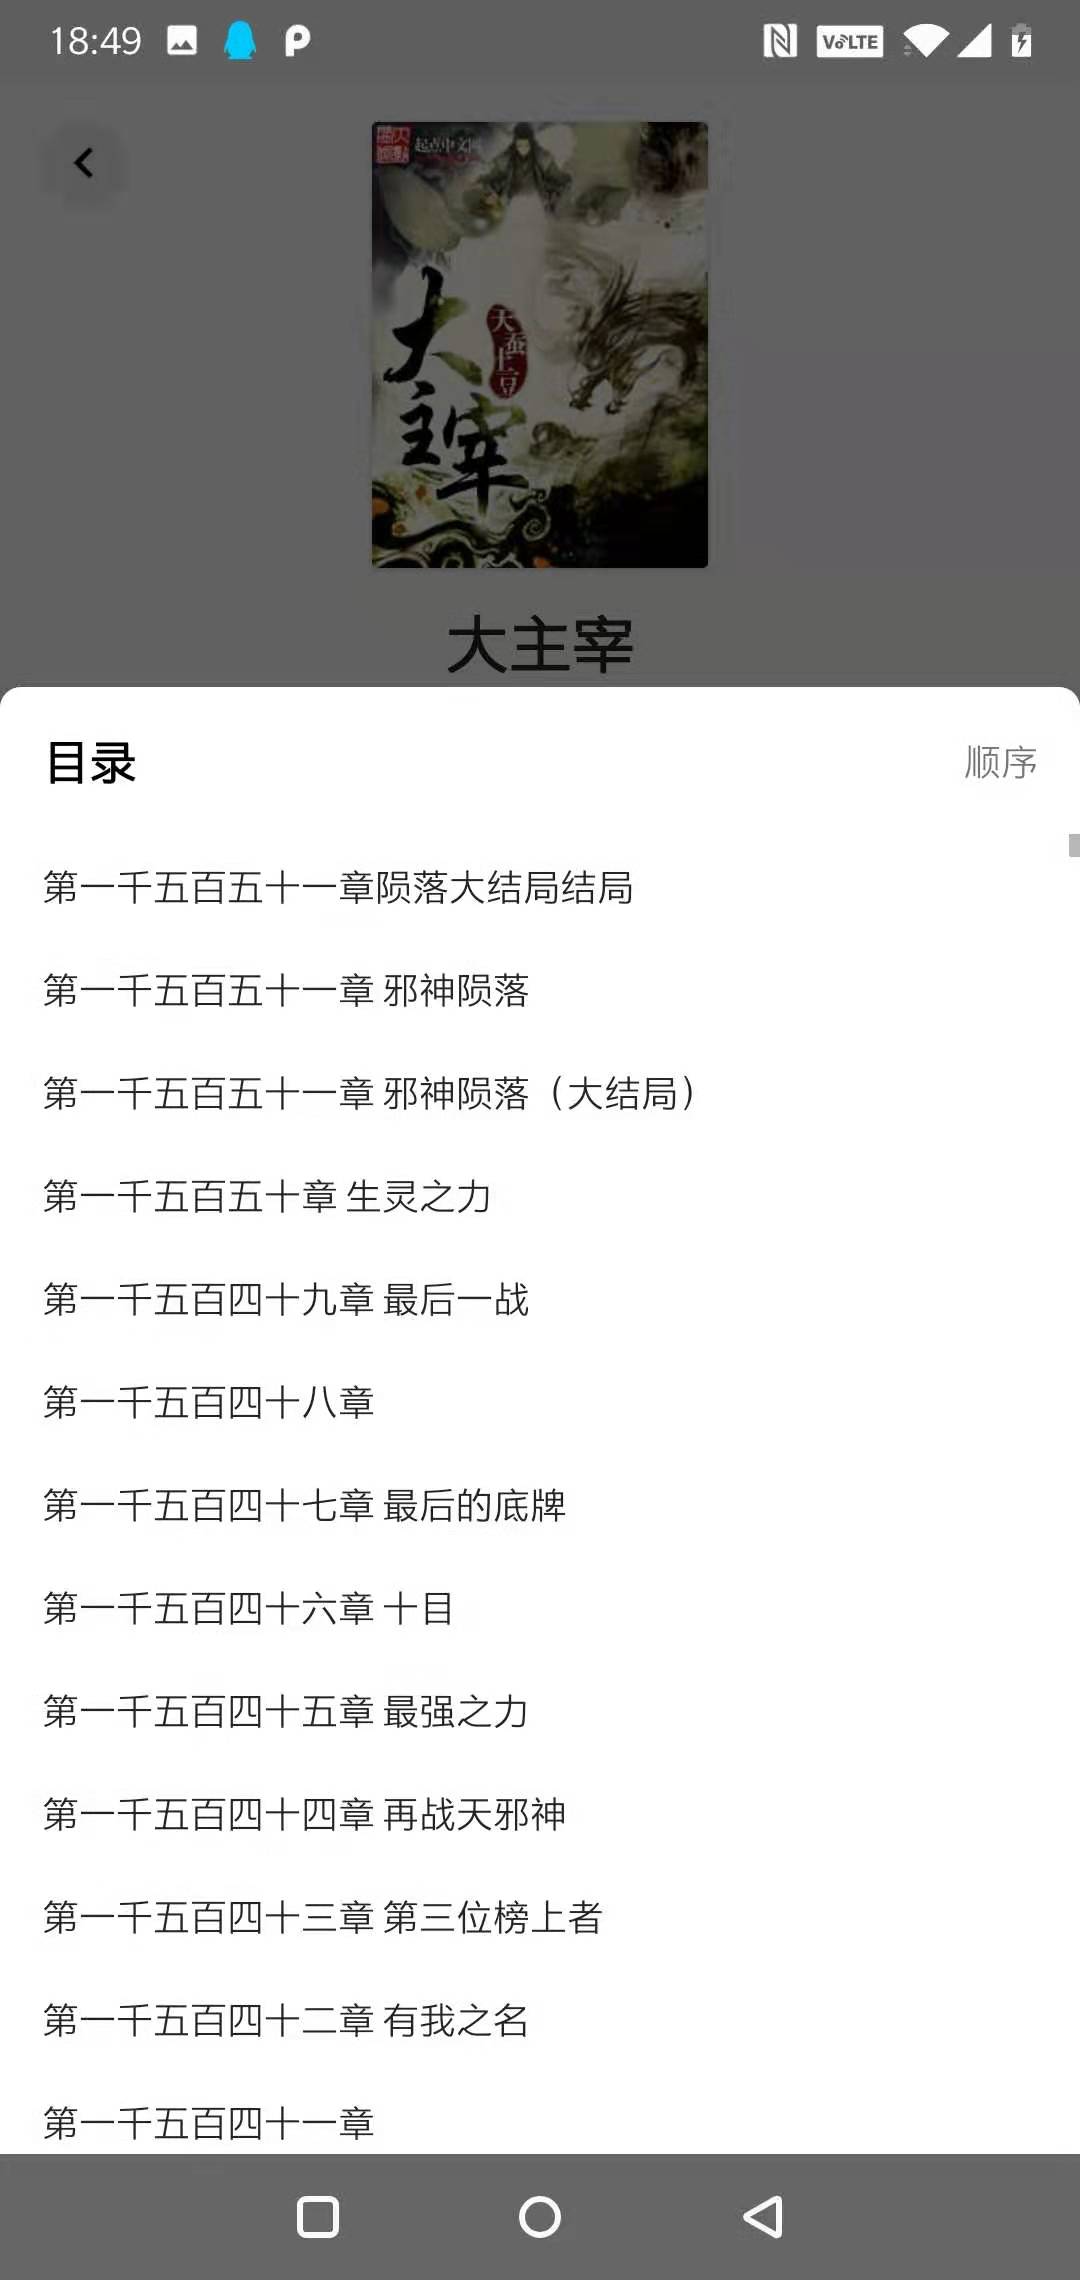 18:49
VoLTE
起点中文网
大主宰
天蚕土豆
大主宰
目录
顺序
第一千五百五十一章陨落大结局结局
第一千五百五十一章 邪神陨落
第一千五百五十一章 邪神陨落（大结局）
第一千五百五十章 生灵之力
第一千五百四十九章 最后一战
第一千五百四十八章
第一千五百四十七章 最后的底牌
第一千五百四十六章 十目
第一千五百四十五章 最强之力
第一千五百四十四章 再战天邪神
第一千五百四十三章 第三位榜上者
第一千五百四十二章 有我之名
第一千五百四十一章